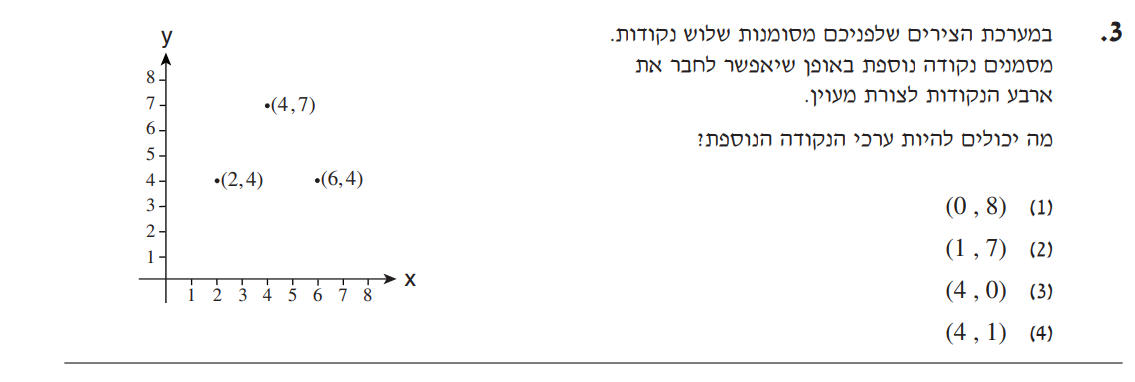 3. במערכת הצירים שלפניכם מסומנות שלוש נקודות.
מסמנים נקודה נוספת באופן שיאפשר לחבר את
ארבע הנקודות לצורת מעוין.
מה יכולים להיות ערכי הנקודה הנוספת?
(1) (0 , 8)
(2) (1 , 7)
(3) (4 , 0)
(4) (4 , 1)
y
8
7
•(4,7)
6
5
4
•(2,4) •(6,4)
3
2
1
x
1 2 3 4 5 6 7 8